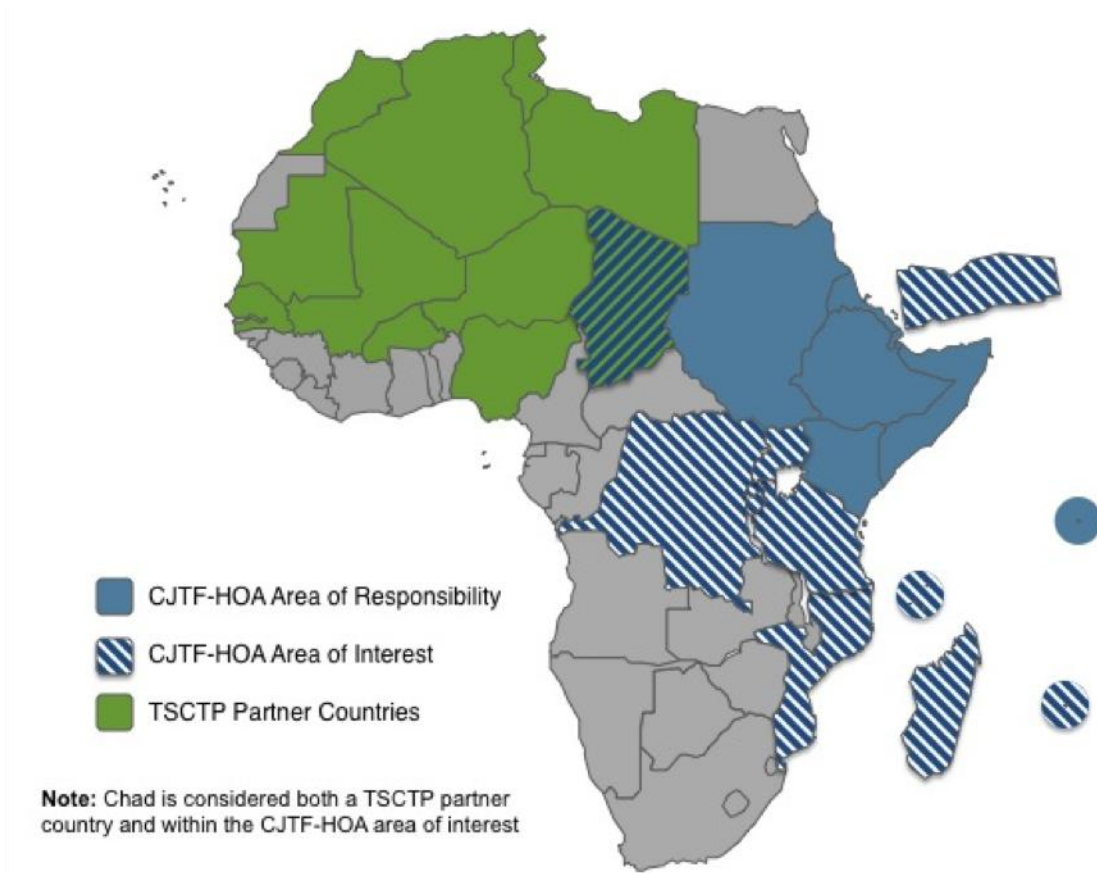 CJTF-HOA Area of Responsibility
CJTF-HOA Area of Interest
TSCTP Partner Countries
Note: Chad is considered both a TSCTP partner
country and within the CJTF-HOA area of interest